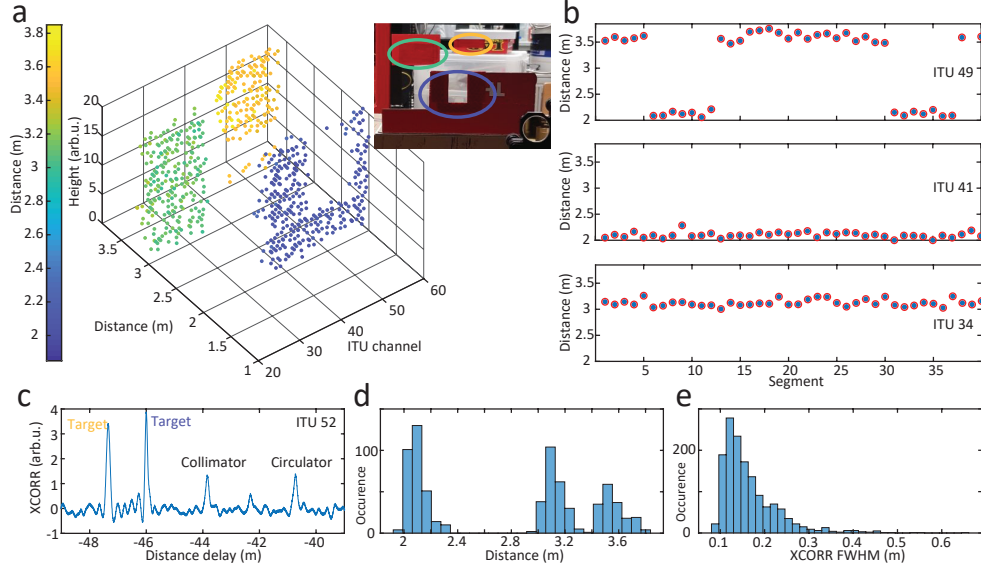 a
3.8
3.6
3.4
3.2
3
2.8
2.6
2.4
2.2
2
Distance (m)
20
15
10
5
0
Height (arb.u.)
3.5
3
2.5
2
1.5
1
Distance (m)
20
30
40
50
60
ITU channel
b
3.5
3
2.5
2
Distance (m)
ITU 49
3.5
3
2.5
2
Distance (m)
ITU 41
3.5
3
2.5
2
Distance (m)
ITU 34
5
10
15
20
25
30
35
Segment
c
4
3
2
1
0
-1
XCORR (arb.u.)
Target
Target
ITU 52
Collimator
Circulator
-48
-46
-44
-42
-40
Distance delay (m)
d
100
0
Occurence
2
2.4
2.8
3.2
3.6
Distance (m)
e
200
0
Occurence
0.1
0.2
0.3
0.4
0.5
0.6
XCORR FWHM (m)